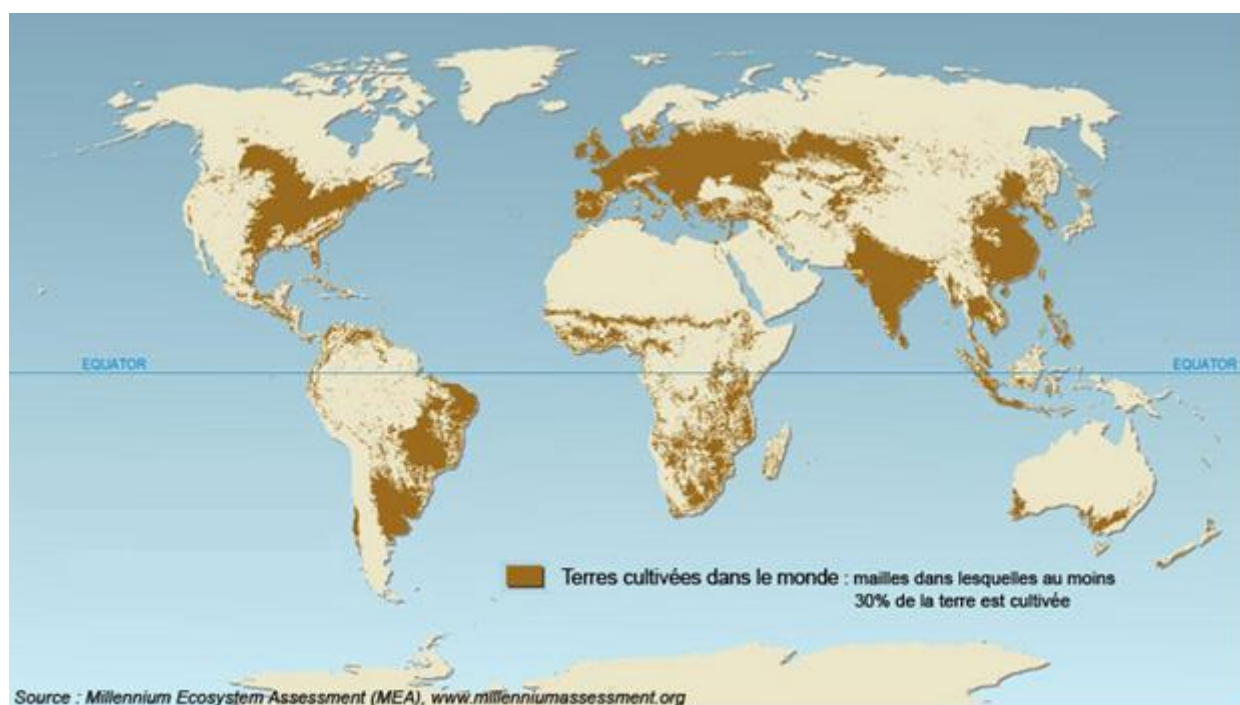 EQUATOR
EQUATOR
Terres cultivées dans le monde : mailles dans lesquelles au moins
30% de la terre est cultivée
Source : Millennium Ecosystem Assessment (MEA), www.millenniumassessment.org